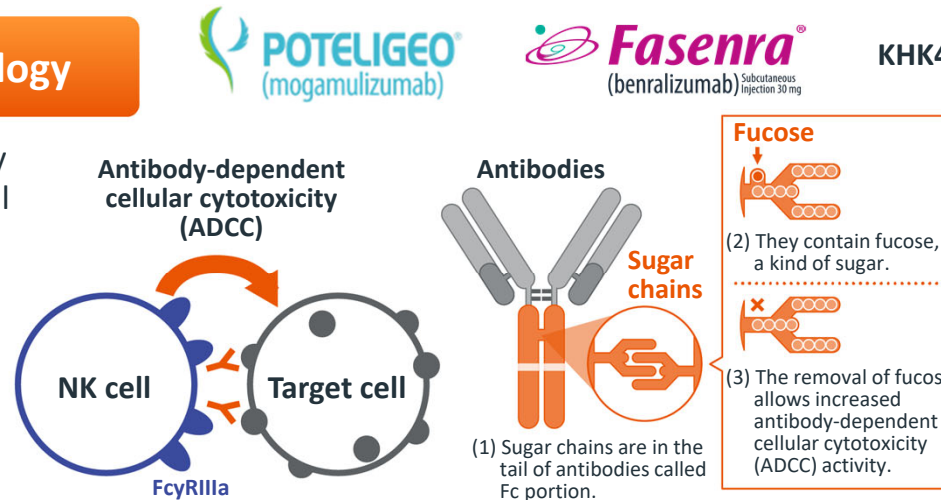 logy
POTELIGEO®
(mogamulizumab)
Fasenra®
(benralizumab) Subcutaneous
Injection 30 mg
KHK4
Antibody-dependent
cellular cytotoxicity
(ADCC)
NK cell
Target cell
FcyRIIIa
Antibodies
Sugar
chains
(1) Sugar chains are in the
tail of antibodies called
Fc portion.
Fucose
(2) They contain fucose,
a kind of sugar.
(3) The removal of fucos
allows increased
antibody-dependent
cellular cytotoxicity
(ADCC) activity.